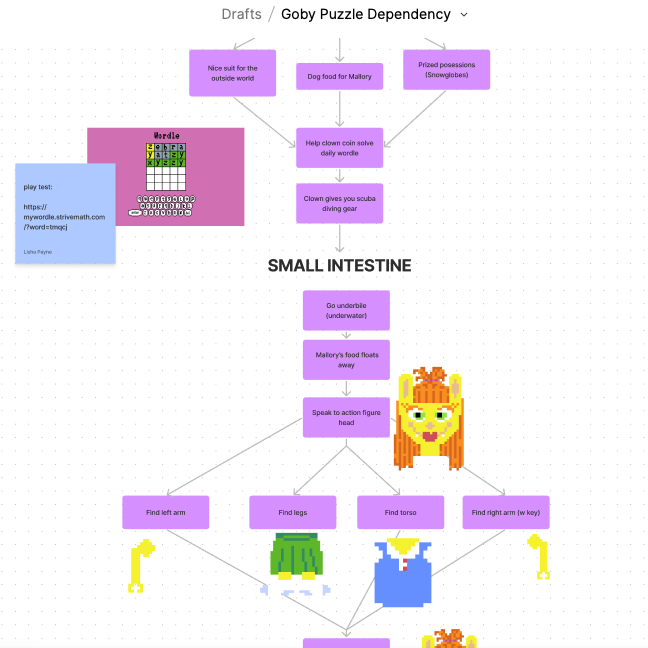 Drafts / Goby Puzzle Dependency
Nice suit for the
outside world
Dog food for Mallory
Prized posessions
(Snowglobes)
Wordle
zebra
yatzy
xyzzy
Help clown coin solve
daily wordle
play test:
https://
mywordle.strivemath.com
/?word=tmqcj
Lisha Payne
Clown gives you scuba
diving gear
SMALL INTESTINE
Go underbile
(underwater)
Mallory's food floats
away
Speak to action figure
head
Find left arm
Find legs
Find torso
Find right arm (w key)